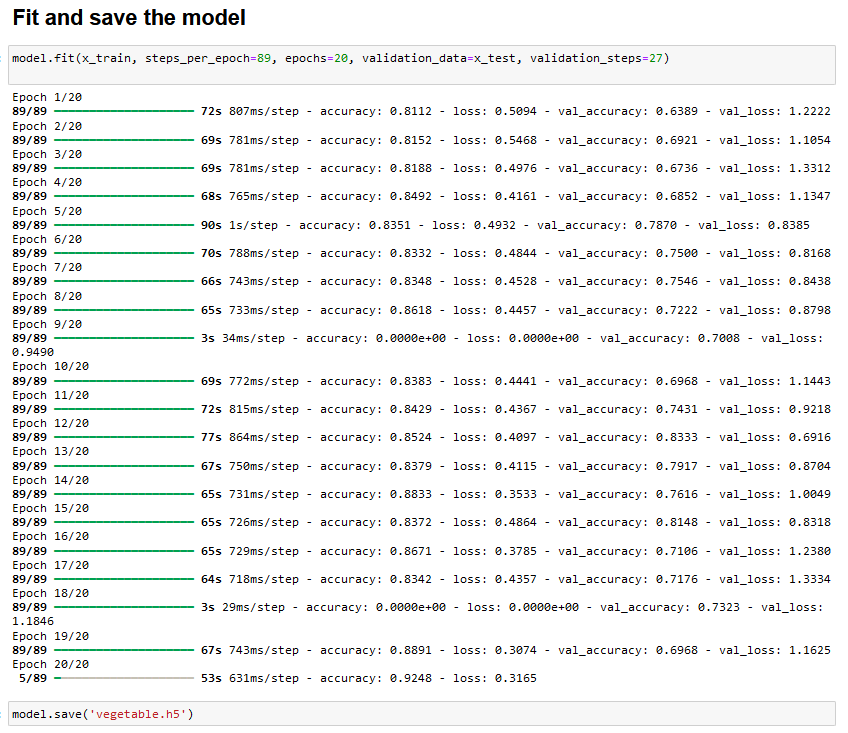 Fit and save the model
model.fit(x_train, steps_per_epoch=89, epochs=20, validation_data=x_test, validation_steps=27)
Epoch 1/20
89/89 72s 807ms/step - accuracy: 0.8112 - loss: 0.5094 - val_accuracy: 0.6389 - val_loss: 1.2222
Epoch 2/20
89/89 69s 781ms/step - accuracy: 0.8152 - loss: 0.5468 - val_accuracy: 0.6921 - val_loss: 1.1054
Epoch 3/20
89/89 69s 781ms/step - accuracy: 0.8188 - loss: 0.4976 - val_accuracy: 0.6736 - val_loss: 1.3312
Epoch 4/20
89/89 68s 765ms/step - accuracy: 0.8492 - loss: 0.4161 - val_accuracy: 0.6852 - val_loss: 1.1347
Epoch 5/20
89/89 90s 1s/step - accuracy: 0.8351 - loss: 0.4932 - val_accuracy: 0.7870 - val_loss: 0.8385
Epoch 6/20
89/89 70s 788ms/step - accuracy: 0.8332 - loss: 0.4844 - val_accuracy: 0.7500 - val_loss: 0.8168
Epoch 7/20
89/89 66s 743ms/step - accuracy: 0.8348 - loss: 0.4528 - val_accuracy: 0.7546 - val_loss: 0.8438
Epoch 8/20
89/89 65s 733ms/step - accuracy: 0.8618 - loss: 0.4457 - val_accuracy: 0.7222 - val_loss: 0.8798
Epoch 9/20
89/89 3s 34ms/step - accuracy: 0.0000e+00 - loss: 0.0000e+00 - val_accuracy: 0.7008 - val_loss:
0.9490
Epoch 10/20
89/89 69s 772ms/step - accuracy: 0.8383 - loss: 0.4441 - val_accuracy: 0.6968 - val_loss: 1.1443
Epoch 11/20
89/89 72s 815ms/step - accuracy: 0.8429 - loss: 0.4367 - val_accuracy: 0.7431 - val_loss: 0.9218
Epoch 12/20
89/89 77s 864ms/step - accuracy: 0.8524 - loss: 0.4097 - val_accuracy: 0.8333 - val_loss: 0.6916
Epoch 13/20
89/89 67s 750ms/step - accuracy: 0.8379 - loss: 0.4115 - val_accuracy: 0.7917 - val_loss: 0.8704
Epoch 14/20
89/89 65s 731ms/step - accuracy: 0.8833 - loss: 0.3533 - val_accuracy: 0.7616 - val_loss: 1.0049
Epoch 15/20
89/89 65s 726ms/step - accuracy: 0.8372 - loss: 0.4864 - val_accuracy: 0.8148 - val_loss: 0.8318
Epoch 16/20
89/89 65s 729ms/step - accuracy: 0.8671 - loss: 0.3785 - val_accuracy: 0.7106 - val_loss: 1.2380
Epoch 17/20
89/89 64s 718ms/step - accuracy: 0.8342 - loss: 0.4357 - val_accuracy: 0.7176 - val_loss: 1.3334
Epoch 18/20
89/89 3s 29ms/step - accuracy: 0.0000e+00 - loss: 0.0000e+00 - val_accuracy: 0.7323 - val_loss:
1.1846
Epoch 19/20
89/89 67s 743ms/step - accuracy: 0.8891 - loss: 0.3074 - val_accuracy: 0.6968 - val_loss: 1.1625
Epoch 20/20
5/89 53s 631ms/step - accuracy: 0.9248 - loss: 0.3165
model.save('vegetable.h5')